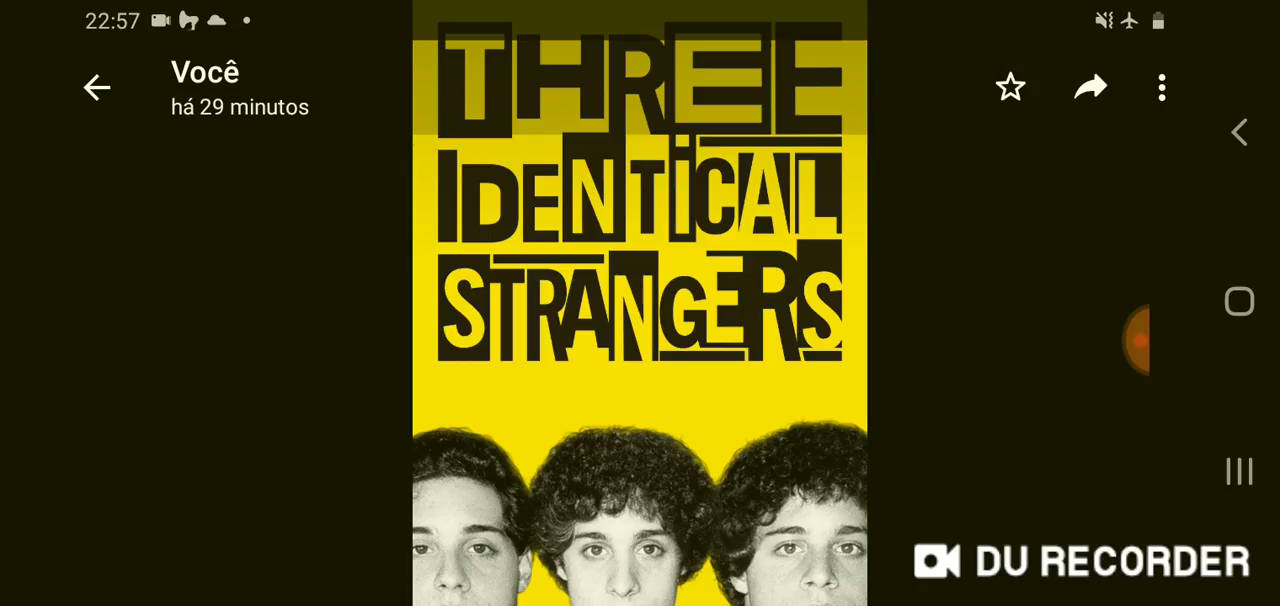 22:57
Você
há 29 minutos
THREE
IDENTICAL
STRANGERS
DU RECORDER